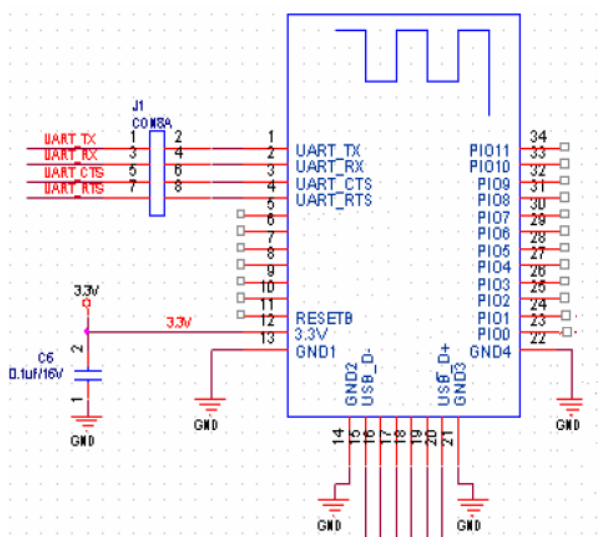 J1
CON8A
UART_TX 1 2 1 UART_TX
UART_RX 3 4 2 UART_RX
UART_CTS 5 6 3 UART_CTS
UART_RTS 7 8 4 UART_RTS
5
6
7
8
9
10
11 RESETB
12 3.3V
13 GND1
34 PIO11
33 PIO10
32 PIO9
31 PIO8
30 PIO7
29 PIO6
28 PIO5
27 PIO4
26 PIO3
25 PIO2
24 PIO1
23 PIO0
22 GND4
3.3V
3.3V
C6
0.1uf/16V
2
1
GND
GND
GND
GND2 USB_D- USB_D+ GND3
14 15 16 17 18 19 20 21
GND
GND